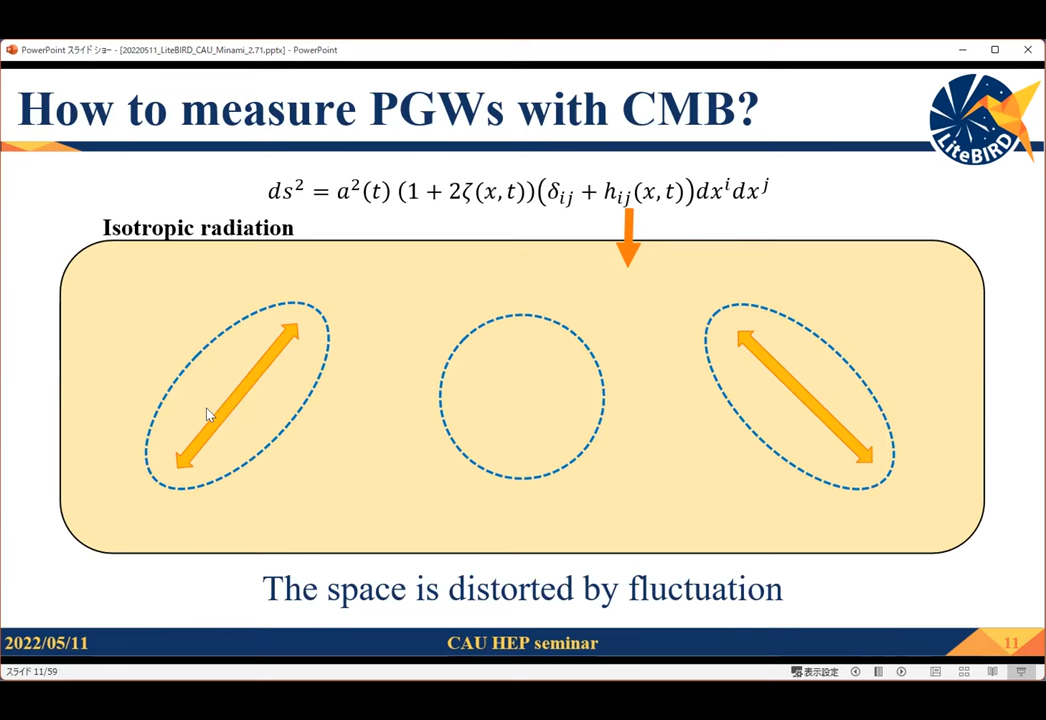 PowerPoint スライド ショー - [20220511_LiteBIRD_CAU_Minami_2.71.pptx] - PowerPoint
How to measure PGWs with CMB?
LiteBIRD
ds² = a²(t) (1 + 2ζ(x, t))(δᵢⱼ + hᵢⱼ(x, t))dxⁱdxʲ
Isotropic radiation
The space is distorted by fluctuation
2022/05/11
CAU HEP seminar
11
スライド 11/59
表示設定